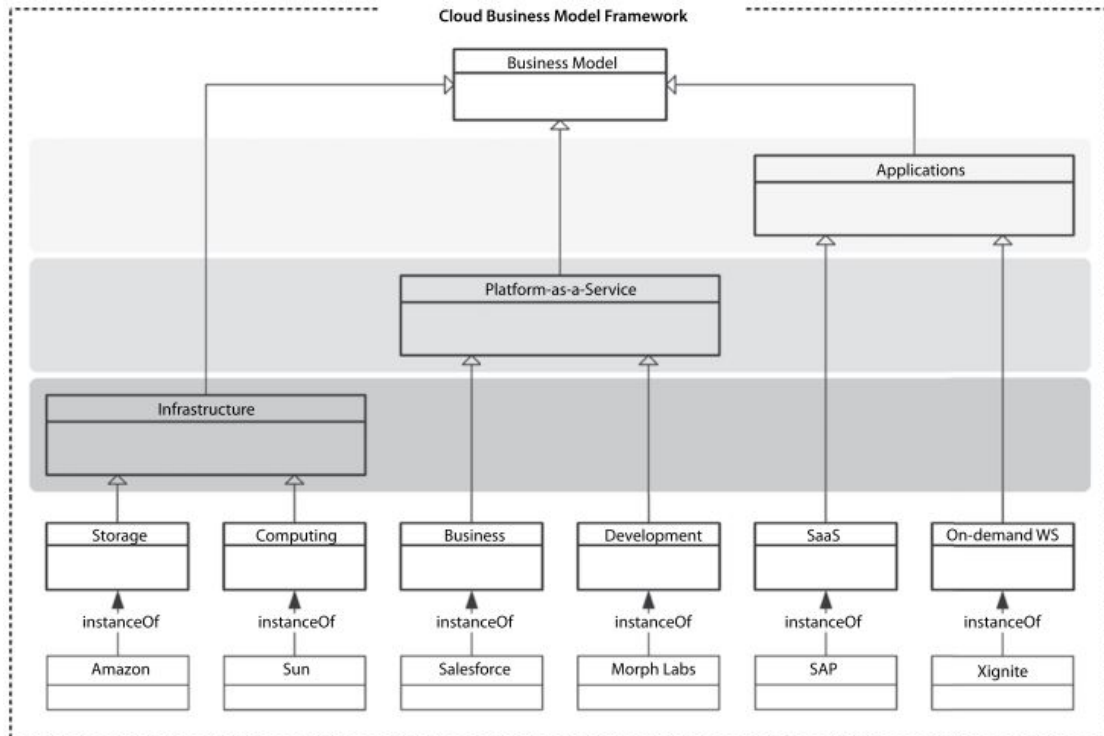 Cloud Business Model Framework
Business Model
Applications
Platform-as-a-Service
Infrastructure
Storage
Computing
Business
Development
SaaS
On-demand WS
instanceOf
instanceOf
instanceOf
instanceOf
instanceOf
instanceOf
Amazon
Sun
Salesforce
Morph Labs
SAP
Xignite